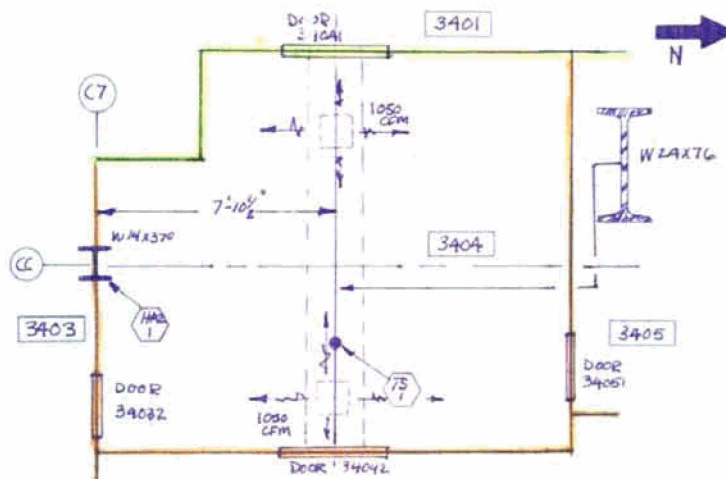 DOOR
3401
N
C7
1050
CFM
W24X76
7'-10½"
W14X370
3404
CC
3403
1
3405
DOOR
34032
TS
1
DOOR
34051
1050
CFM
DOOR 34042